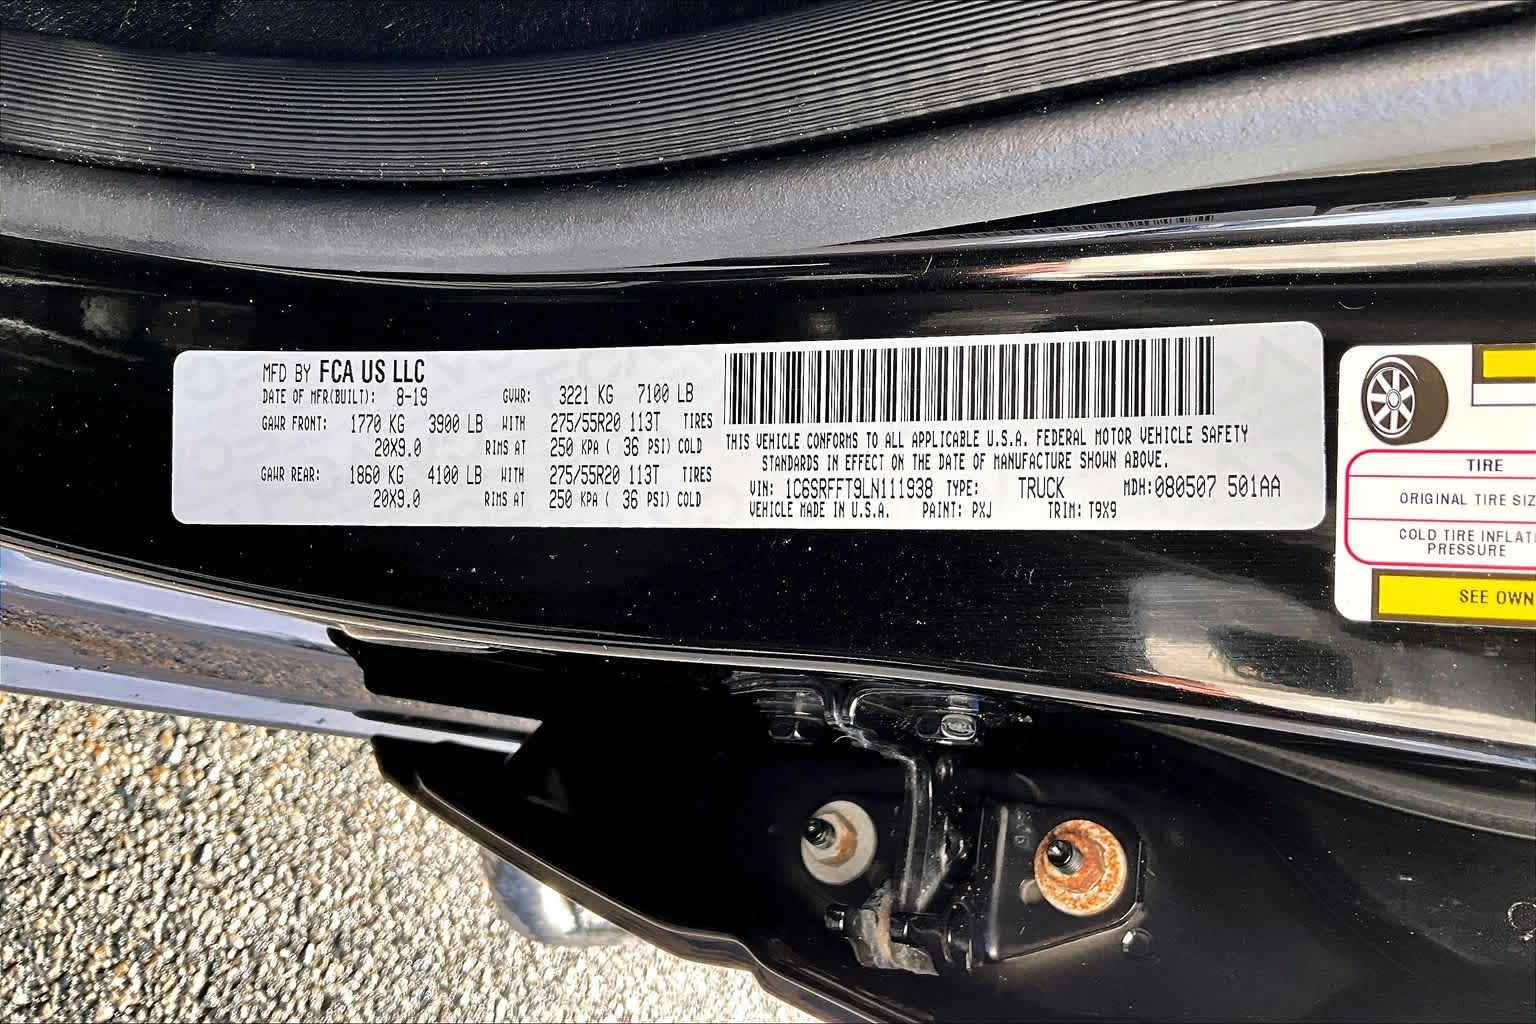 MFD BY FCA US LLC
DATE OF MFR(BUILT): 8-19 GVWR: 3221 KG 7100 LB
GAWR FRONT: 1770 KG 3900 LB WITH 275/55R20 113T TIRES
20X9.0 RIMS AT 250 KPA ( 36 PSI) COLD
GAWR REAR: 1860 KG 4100 LB WITH 275/55R20 113T TIRES
20X9.0 RIMS AT 250 KPA ( 36 PSI) COLD
THIS VEHICLE CONFORMS TO ALL APPLICABLE U.S.A. FEDERAL MOTOR VEHICLE SAFETY
STANDARDS IN EFFECT ON THE DATE OF MANUFACTURE SHOWN ABOVE.
VIN: 1C6SRFFT9LN111938 TYPE: TRUCK MDH:080507 501AA
VEHICLE MADE IN U.S.A. PAINT: PXJ TRIM: T9X9
TIRE
ORIGINAL TIRE SIZ
COLD TIRE INFLATI
PRESSURE
SEE OWN